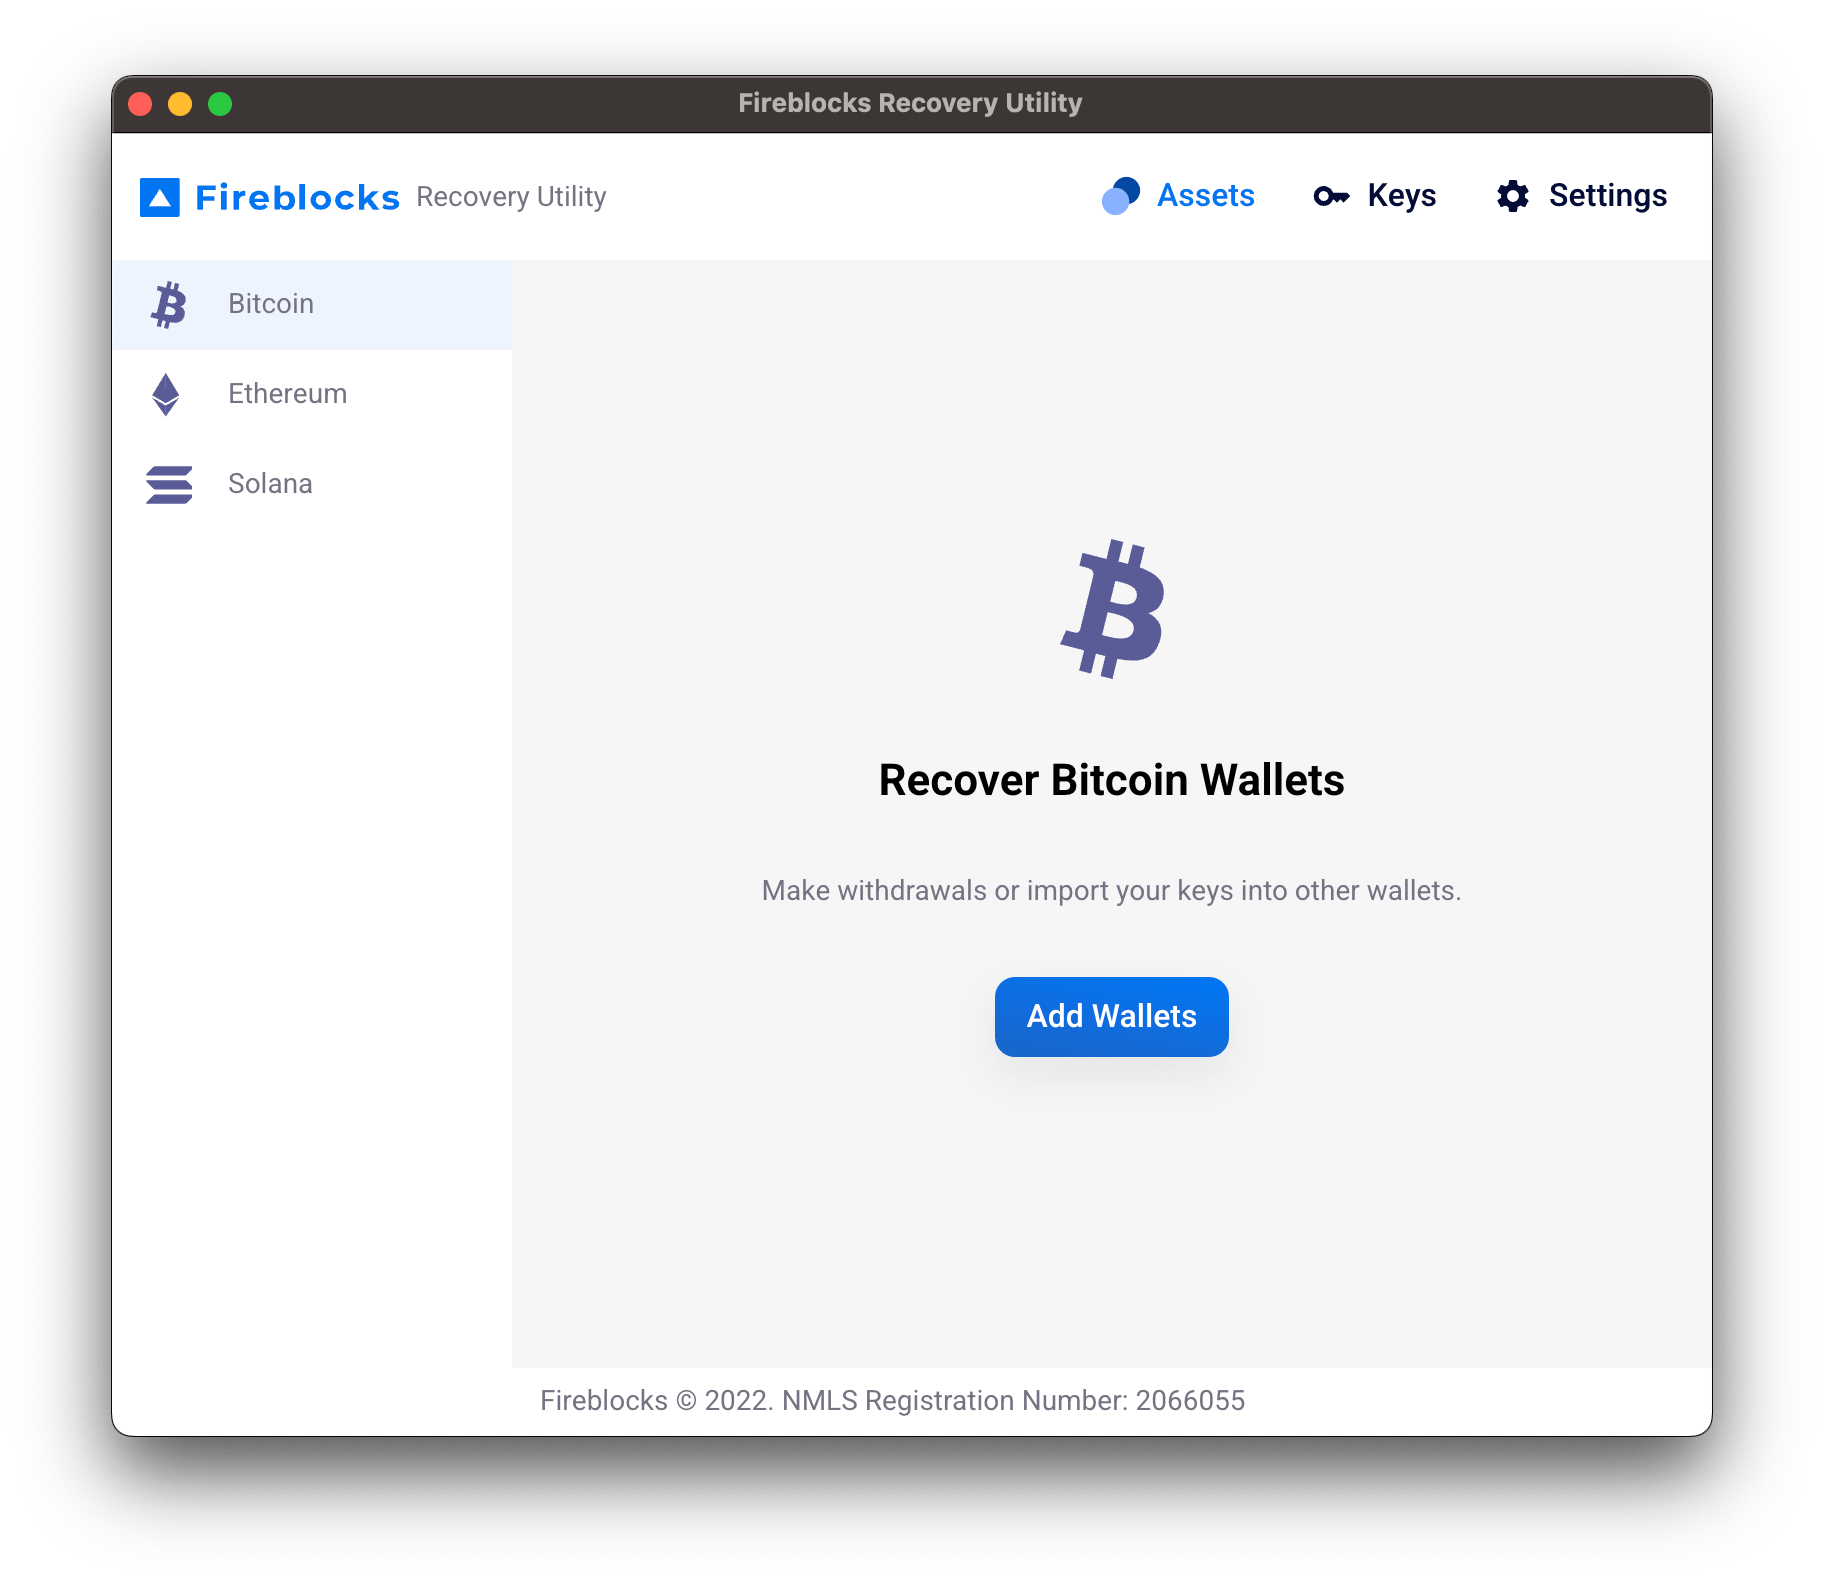 Fireblocks Recovery Utility
Fireblocks Recovery Utility
Assets
Keys
Settings
Bitcoin
Ethereum
Solana
Recover Bitcoin Wallets
Make withdrawals or import your keys into other wallets.
Add Wallets
Fireblocks © 2022. NMLS Registration Number: 2066055